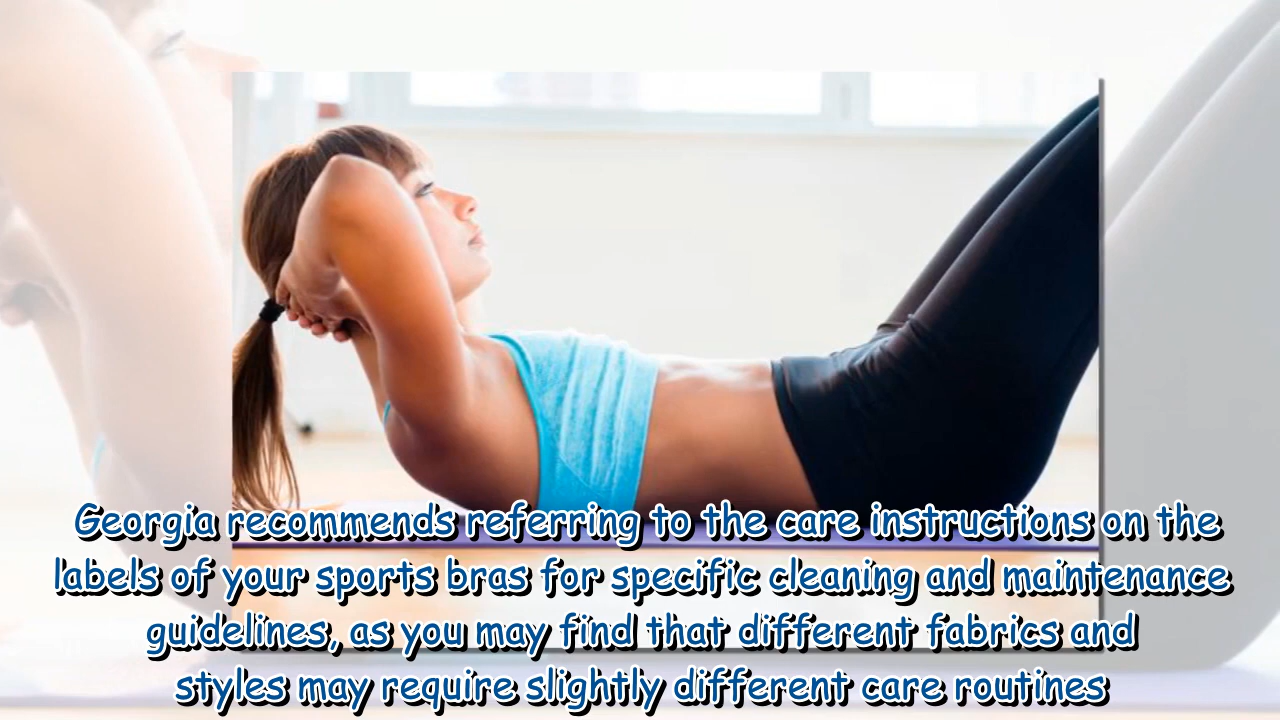 Georgia recommends referring to the care instructions on the
labels of your sports bras for specific cleaning and maintenance
guidelines, as you may find that different fabrics and
styles may require slightly different care routines